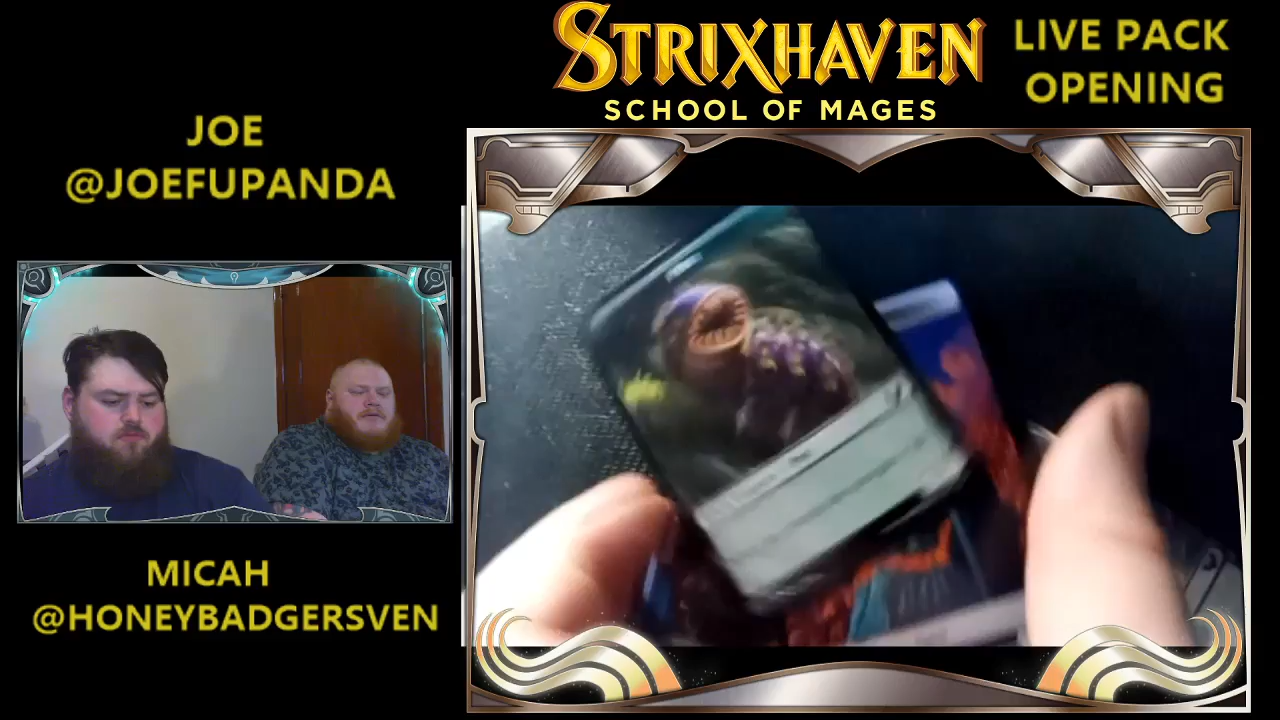 STRIXHAVEN
SCHOOL OF MAGES
LIVE PACK
OPENING
JOE
@JOEFUPANDA
MICAH
@HONEYBADGERSVEN